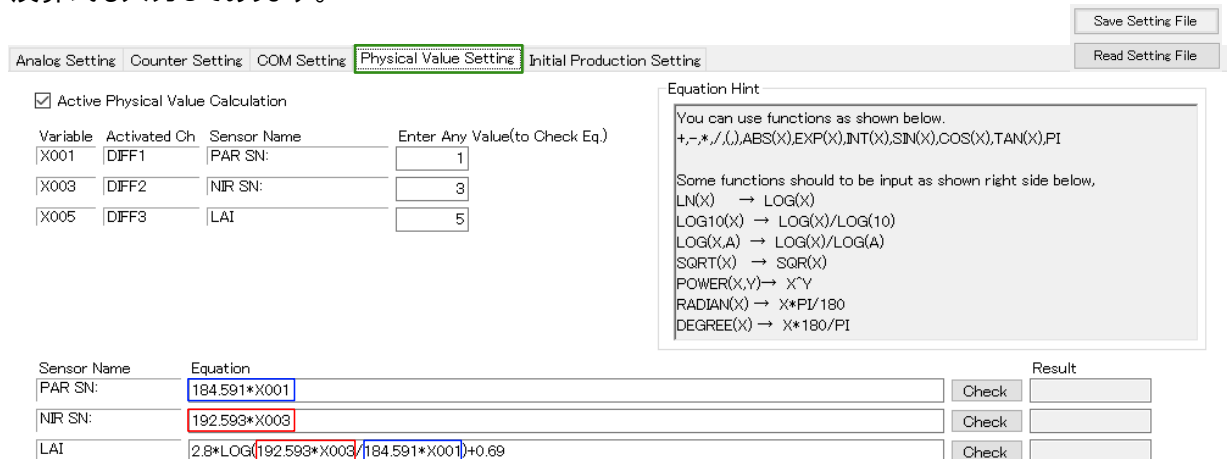 Save Setting File
Analog Setting Counter Setting COM Setting Physical Value Setting Initial Production Setting Read Setting File
Active Physical Value Calculation
Variable Activated Ch Sensor Name Enter Any Value(to Check Eq.)
X001 DIFF1 PAR SN: 1
X003 DIFF2 NIR SN: 3
X005 DIFF3 LAI 5
Equation Hint
You can use functions as shown below.
+,-,*,/,(,),ABS(X),EXP(X),INT(X),SIN(X),COS(X),TAN(X),PI
Some functions should to be input as shown right side below,
LN(X) → LOG(X)
LOG10(X) → LOG(X)/LOG(10)
LOG(X,A) → LOG(X)/LOG(A)
SQRT(X) → SQR(X)
POWER(X,Y)→ X^Y
RADIAN(X) → X*PI/180
DEGREE(X) → X*180/PI
Sensor Name Equation Result
PAR SN: 184.591*X001 Check
NIR SN: 192.593*X003 Check
LAI 2.8*LOG(192.593*X003/184.591*X001)+0.69 Check